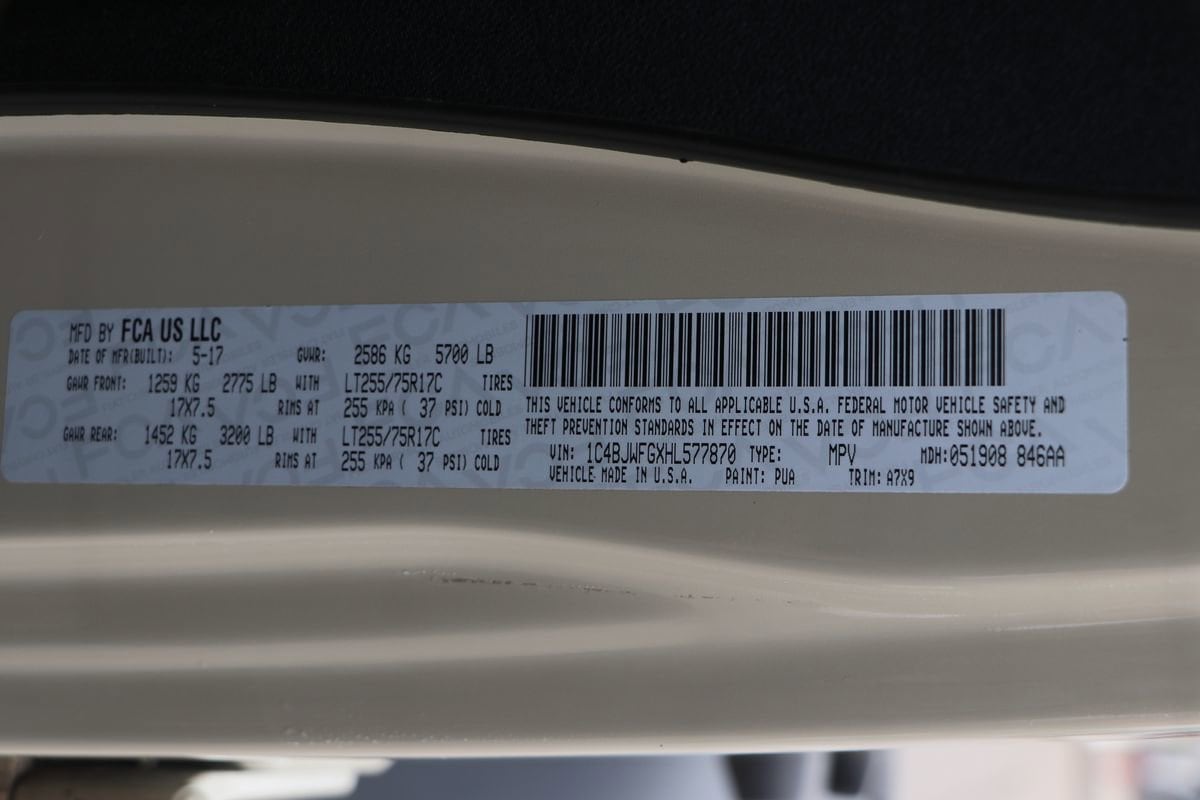 MFD BY FCA US LLC
DATE OF MFR(BUILT): 5-17 GVWR: 2586 KG 5700 LB
GAWR FRONT: 1259 KG 2775 LB WITH LT255/75R17C TIRES
17X7.5 RIMS AT 255 KPA ( 37 PSI) COLD
GAWR REAR: 1452 KG 3200 LB WITH LT255/75R17C TIRES
17X7.5 RIMS AT 255 KPA ( 37 PSI) COLD
THIS VEHICLE CONFORMS TO ALL APPLICABLE U.S.A. FEDERAL MOTOR VEHICLE SAFETY AND
THEFT PREVENTION STANDARDS IN EFFECT ON THE DATE OF MANUFACTURE SHOWN ABOVE.
VIN: 1C4BJWFGXHL577870 TYPE: MPV MDH:051908 846AA
VEHICLE MADE IN U.S.A. PAINT: PUA TRIM: A7X9